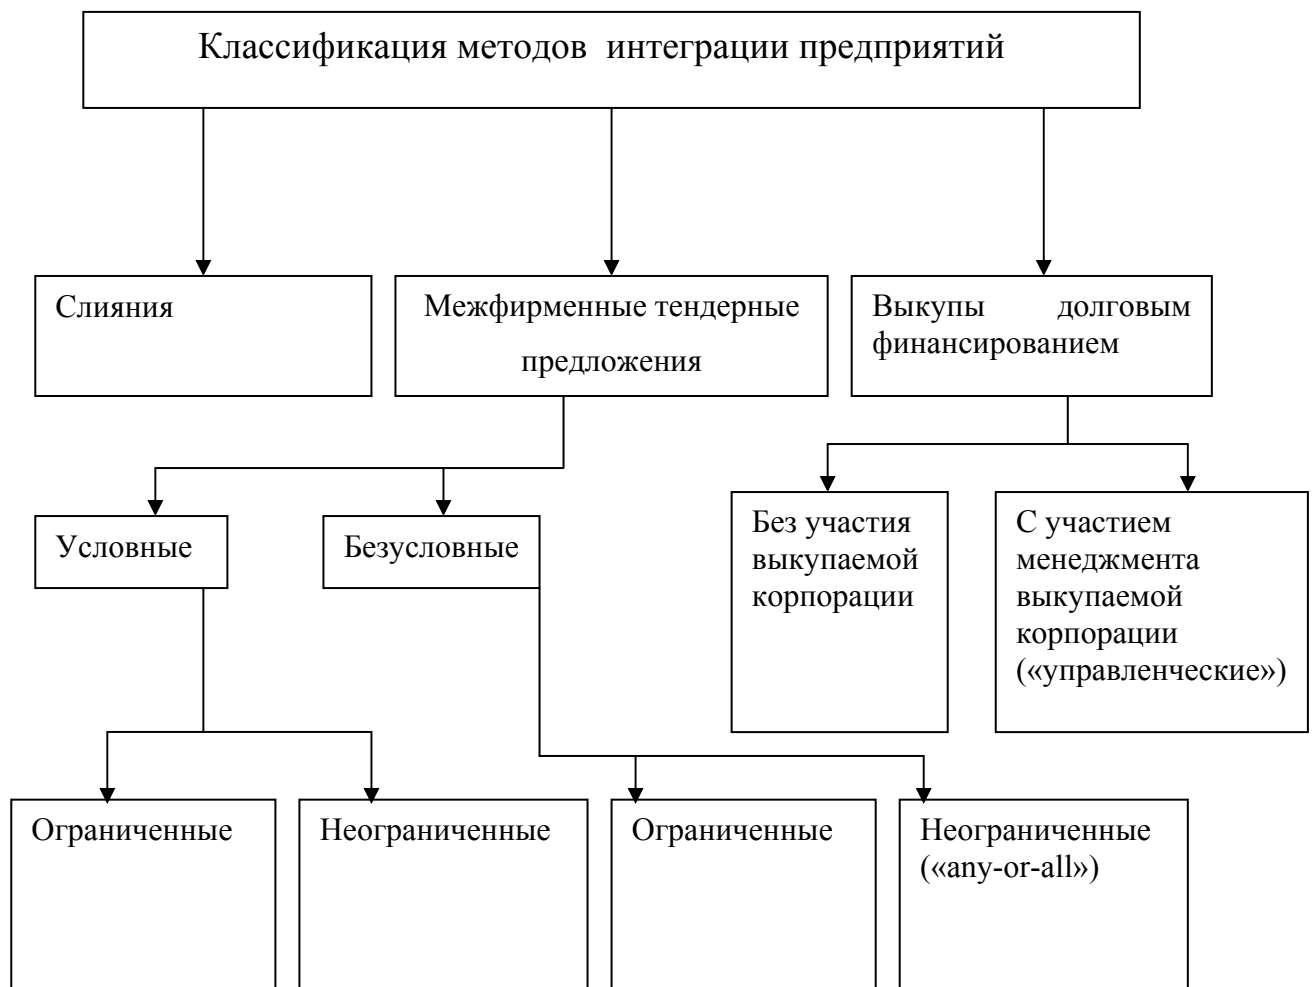 Классификация методов интеграции предприятий
Слияния
Межфирменные тендерные
предложения
Выкупы долговым
финансированием
Условные
Безусловные
Без участия
выкупаемой
корпорации
С участием
менеджмента
выкупаемой
корпорации
(«управленческие»)
Ограниченные
Неограниченные
Ограниченные
Неограниченные
(«any-or-all»)